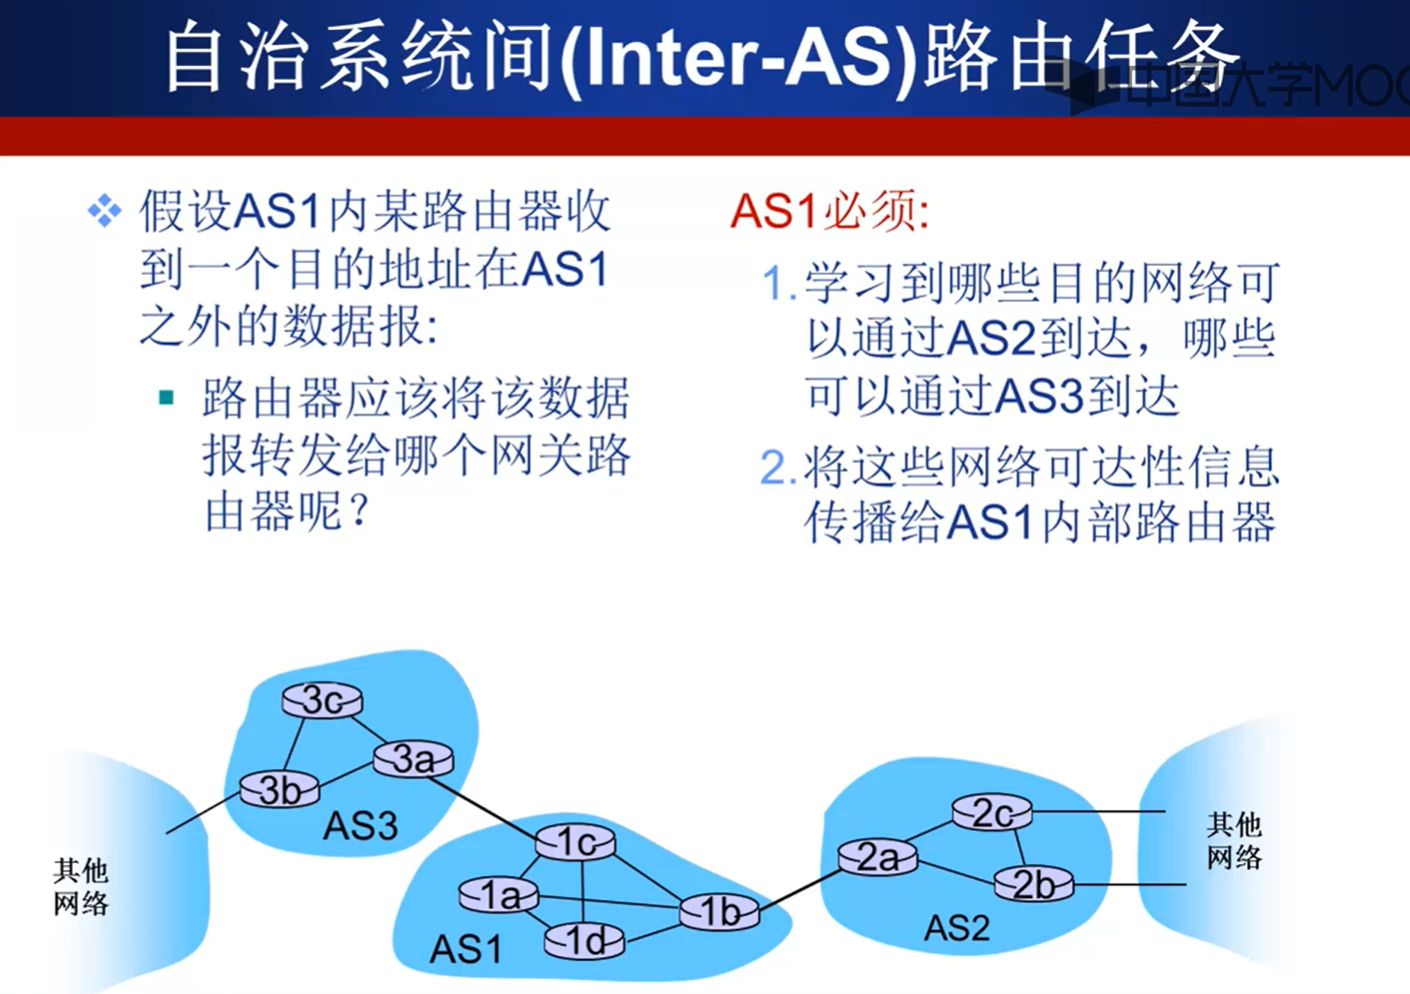 自治系统间(Inter-AS)路由任务
中国大学MOO
假设AS1内某路由器收
到一个目的地址在AS1
之外的数据报:
路由器应该将该数据
报转发给哪个网关路
由器呢?
AS1必须:
1.学习到哪些目的网络可
以通过AS2到达，哪些
可以通过AS3到达
2.将这些网络可达性信息
传播给AS1内部路由器
3c
3a
3b
AS3
其他
网络
1c
1a
1b
1d
AS1
2c
2a
2b
AS2
其他
网络